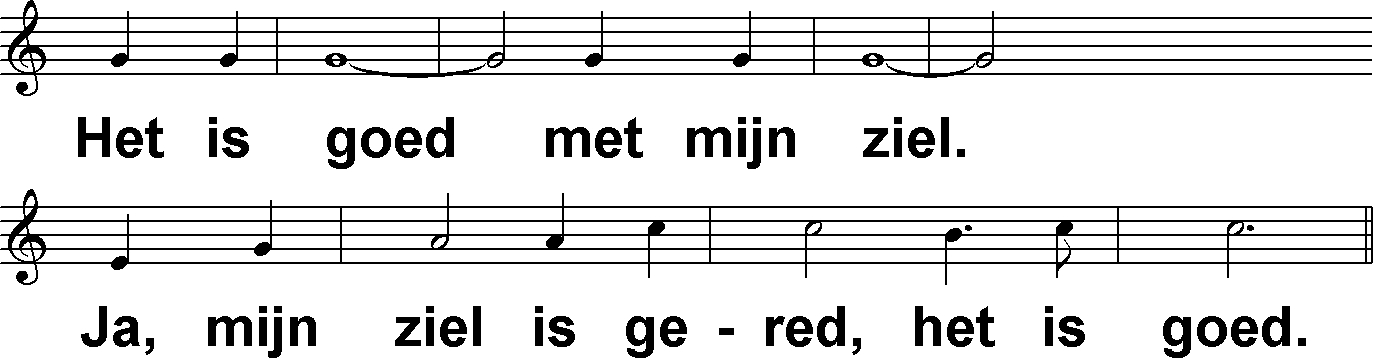 Het is goed met mijn ziel.
Ja, mijn ziel is ge - red, het is goed.